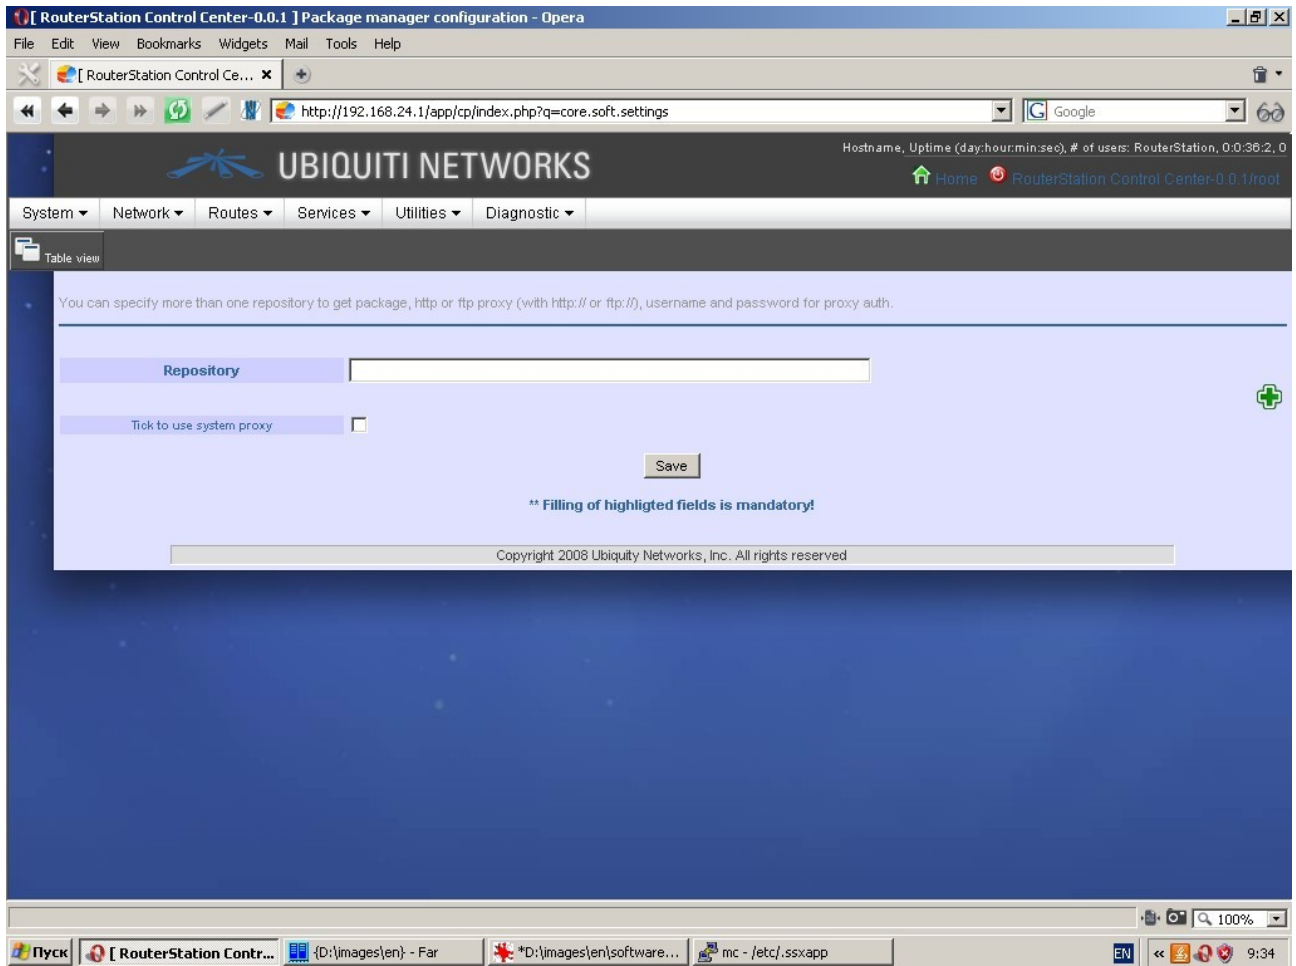 [ RouterStation Control Center-0.0.1 ] Package manager configuration - Opera
File Edit View Bookmarks Widgets Mail Tools Help
[ RouterStation Control Ce...
http://192.168.24.1/app/cp/index.php?q=core.soft.settings
G Google
UBIQUITI NETWORKS
Hostname, Uptime (day:hour:min:sec), # of users: RouterStation, 0:0:36:2, 0
Home RouterStation Control Center-0.0.1/root
System Network Routes Services Utilities Diagnostic
Table view
You can specify more than one repository to get package, http or ftp proxy (with http:// or ftp://), username and password for proxy auth.
Repository
Tick to use system proxy
Save
** Filling of highligted fields is mandatory!
Copyright 2008 Ubiquity Networks, Inc. All rights reserved
100%
Пуск [ RouterStation Contr... {D:\images\en} - Far *D:\images\en\software... mc - /etc/.ssxapp EN « 9:34